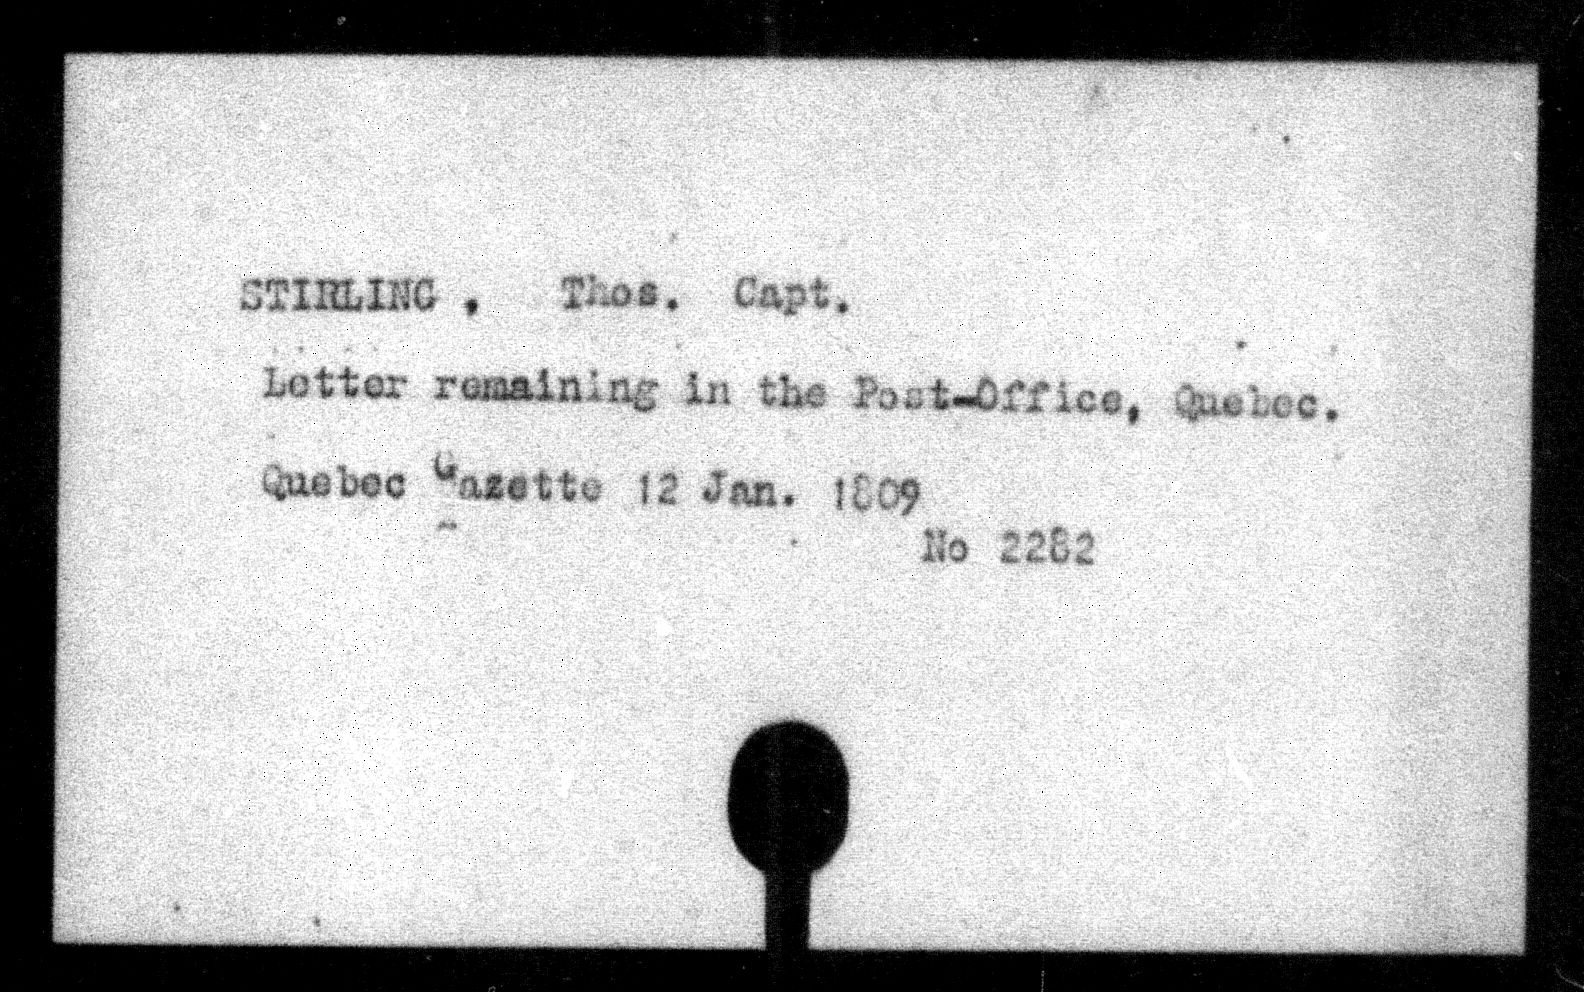 STIRLING , Thos. Capt.
Letter remaining in the Post-Office, Quebec.
Quebec Gazette 12 Jan. 1809
No 2282